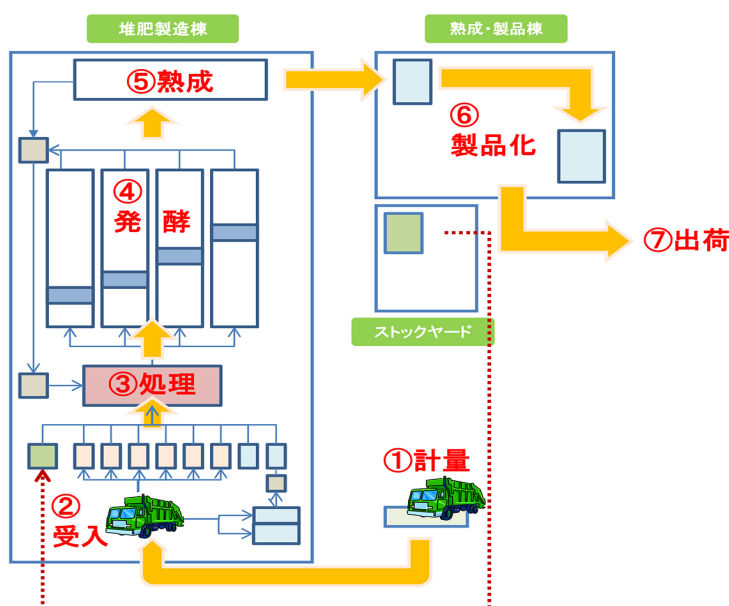 堆肥製造棟
熟成・製品棟
⑤熟成
⑥
製品化
④
発酵
⑦出荷
ストックヤード
③処理
①計量
②
受入